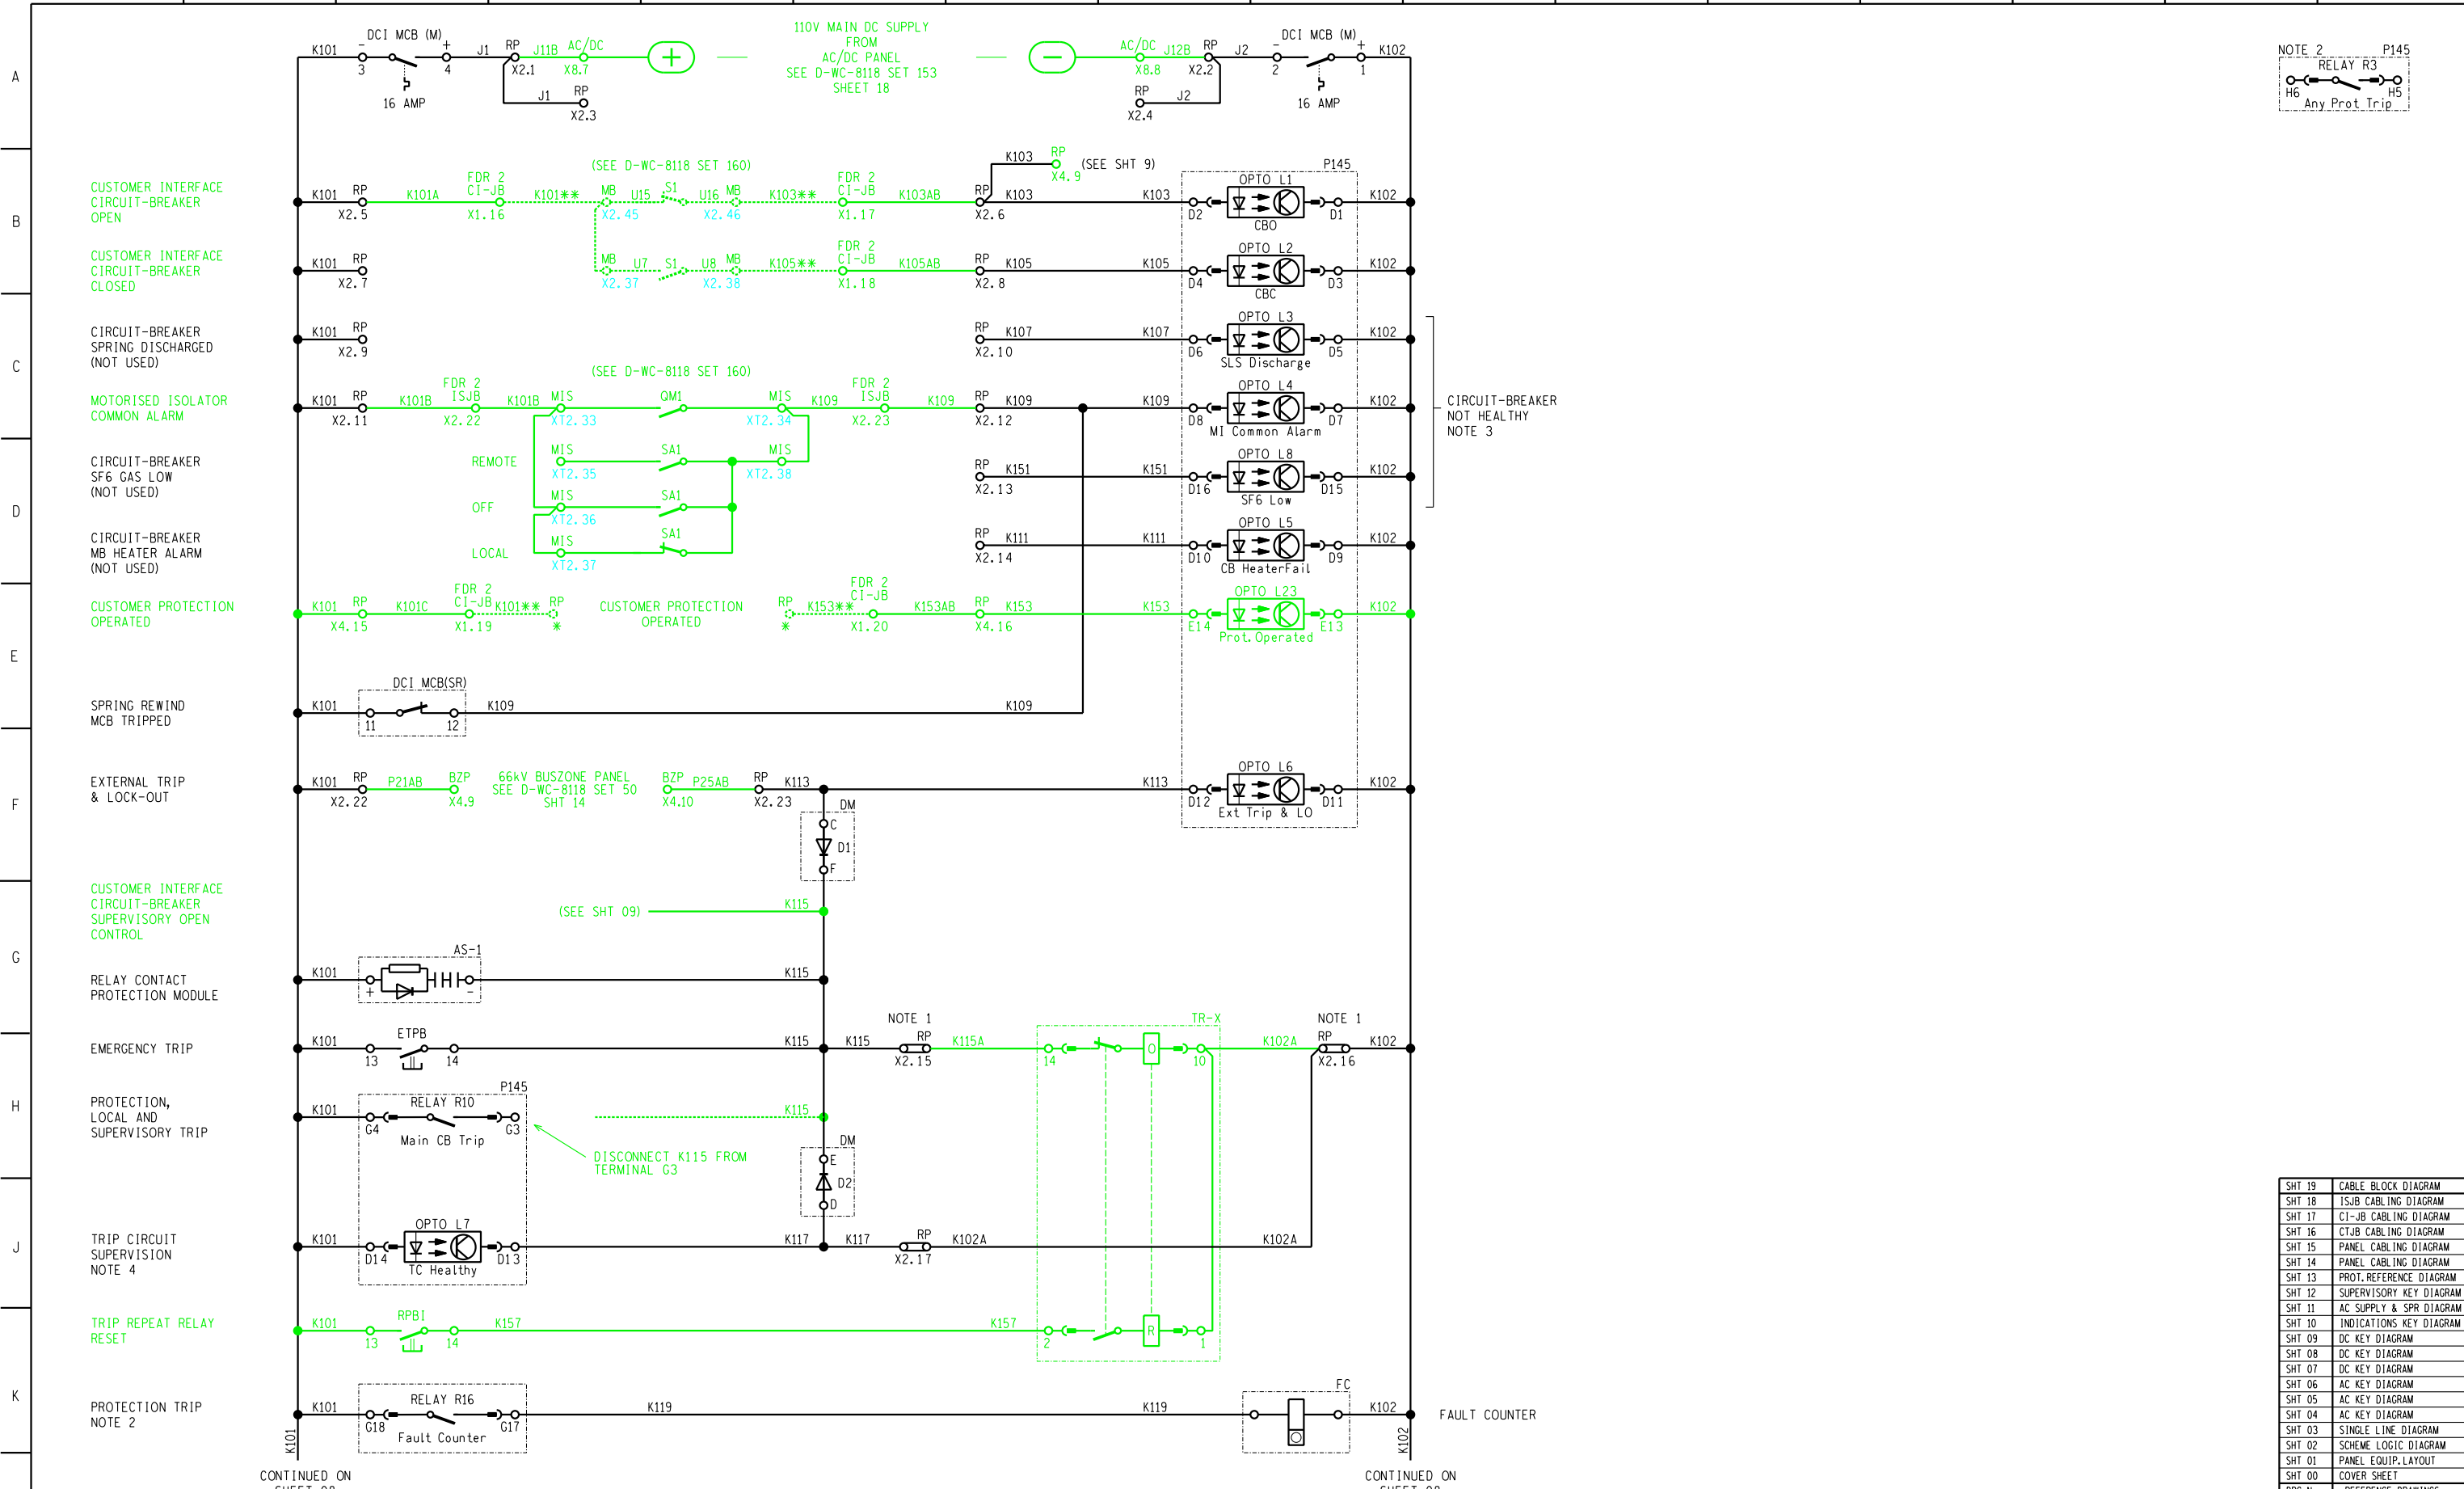 110V MAIN DC SUPPLY
FROM
AC/DC PANEL
SEE D-WC-8118 SET 153
SHEET 18
A
K101
DCI MCB (M)
-
+
3
4
16 AMP
J1
RP
X2.1
J11B
AC/DC
X8.7
J1
RP
X2.3
AC/DC
X8.8
J12B
RP
X2.2
J2
RP
X2.4
J2
DCI MCB (M)
-
+
2
1
16 AMP
K102
NOTE 2
P145
RELAY R3
H6
H5
Any Prot Trip
B
CUSTOMER INTERFACE
CIRCUIT-BREAKER
OPEN
K101
RP
X2.5
K101A
FDR 2
CI-JB
X1.16
K101**
(SEE D-WC-8118 SET 160)
MB
X2.45
U15
S1
U16
MB
X2.46
K103**
FDR 2
CI-JB
X1.17
K103AB
RP
X2.6
K103
RP
X4.9
(SEE SHT 9)
K103
K103
P145
OPTO L1
D2
D1
CBO
K102
CUSTOMER INTERFACE
CIRCUIT-BREAKER
CLOSED
K101
RP
X2.7
MB
X2.37
U7
S1
U8
MB
X2.38
K105**
FDR 2
CI-JB
X1.18
K105AB
RP
X2.8
K105
K105
OPTO L2
D4
D3
CBC
K102
C
CIRCUIT-BREAKER
SPRING DISCHARGED
(NOT USED)
K101
RP
X2.9
RP
X2.10
K107
K107
OPTO L3
D6
D5
SLS Discharge
K102
MOTORISED ISOLATOR
COMMON ALARM
K101
RP
X2.11
K101B
FDR 2
ISJB
X2.22
K101B
(SEE D-WC-8118 SET 160)
MIS
XT2.33
QM1
MIS
XT2.34
K109
FDR 2
ISJB
X2.23
K109
RP
X2.12
K109
K109
OPTO L4
D8
D7
MI Common Alarm
K102
CIRCUIT-BREAKER
NOT HEALTHY
NOTE 3
D
CIRCUIT-BREAKER
SF6 GAS LOW
(NOT USED)
REMOTE
MIS
XT2.35
SA1
MIS
XT2.38
RP
X2.13
K151
K151
OPTO L8
D16
D15
SF6 Low
K102
OFF
MIS
XT2.36
SA1
CIRCUIT-BREAKER
MB HEATER ALARM
(NOT USED)
LOCAL
MIS
XT2.37
SA1
RP
X2.14
K111
K111
OPTO L5
D10
D9
CB HeaterFail
K102
E
CUSTOMER PROTECTION
OPERATED
K101
RP
X4.15
K101C
FDR 2
CI-JB
X1.19
K101**
RP
*
CUSTOMER PROTECTION
OPERATED
RP
*
K153**
FDR 2
CI-JB
X1.20
K153AB
RP
X4.16
K153
K153
OPTO L23
E14
E13
Prot.Operated
K102
SPRING REWIND
MCB TRIPPED
K101
DCI MCB(SR)
11
12
K109
K109
F
EXTERNAL TRIP
& LOCK-OUT
K101
RP
X2.22
P21AB
BZP
X4.9
66kV BUSZONE PANEL
SEE D-WC-8118 SET 50
SHT 14
BZP
X4.10
P25AB
RP
X2.23
K113
K113
OPTO L6
D12
D11
Ext Trip & LO
K102
DM
C
D1
F
G
CUSTOMER INTERFACE
CIRCUIT-BREAKER
SUPERVISORY OPEN
CONTROL
(SEE SHT 09)
K115
RELAY CONTACT
PROTECTION MODULE
K101
AS-1
+
-
K115
H
EMERGENCY TRIP
K101
ETPB
13
14
K115
K115
NOTE 1
RP
X2.15
K115A
TR-X
14
O
10
K102A
NOTE 1
RP
X2.16
K102
PROTECTION,
LOCAL AND
SUPERVISORY TRIP
K101
P145
RELAY R10
G4
G3
Main CB Trip
K115
DISCONNECT K115 FROM
TERMINAL G3
DM
E
D2
D
J
TRIP CIRCUIT
SUPERVISION
NOTE 4
K101
OPTO L7
D14
D13
TC Healthy
K117
K117
RP
X2.17
K102A
K102A
TRIP REPEAT RELAY
RESET
K101
RPBI
13
14
K157
K157
2
R
1
K
PROTECTION TRIP
NOTE 2
K101
RELAY R16
G18
G17
Fault Counter
K119
K119
FC
K102
FAULT COUNTER
K101
K102
CONTINUED ON
CONTINUED ON
SHT 19 CABLE BLOCK DIAGRAM
SHT 18 ISJB CABLING DIAGRAM
SHT 17 CI-JB CABLING DIAGRAM
SHT 16 CTJB CABLING DIAGRAM
SHT 15 PANEL CABLING DIAGRAM
SHT 14 PANEL CABLING DIAGRAM
SHT 13 PROT.REFERENCE DIAGRAM
SHT 12 SUPERVISORY KEY DIAGRAM
SHT 11 AC SUPPLY & SPR DIAGRAM
SHT 10 INDICATIONS KEY DIAGRAM
SHT 09 DC KEY DIAGRAM
SHT 08 DC KEY DIAGRAM
SHT 07 DC KEY DIAGRAM
SHT 06 AC KEY DIAGRAM
SHT 05 AC KEY DIAGRAM
SHT 04 AC KEY DIAGRAM
SHT 03 SINGLE LINE DIAGRAM
SHT 02 SCHEME LOGIC DIAGRAM
SHT 01 PANEL EQUIP.LAYOUT
SHT 00 COVER SHEET